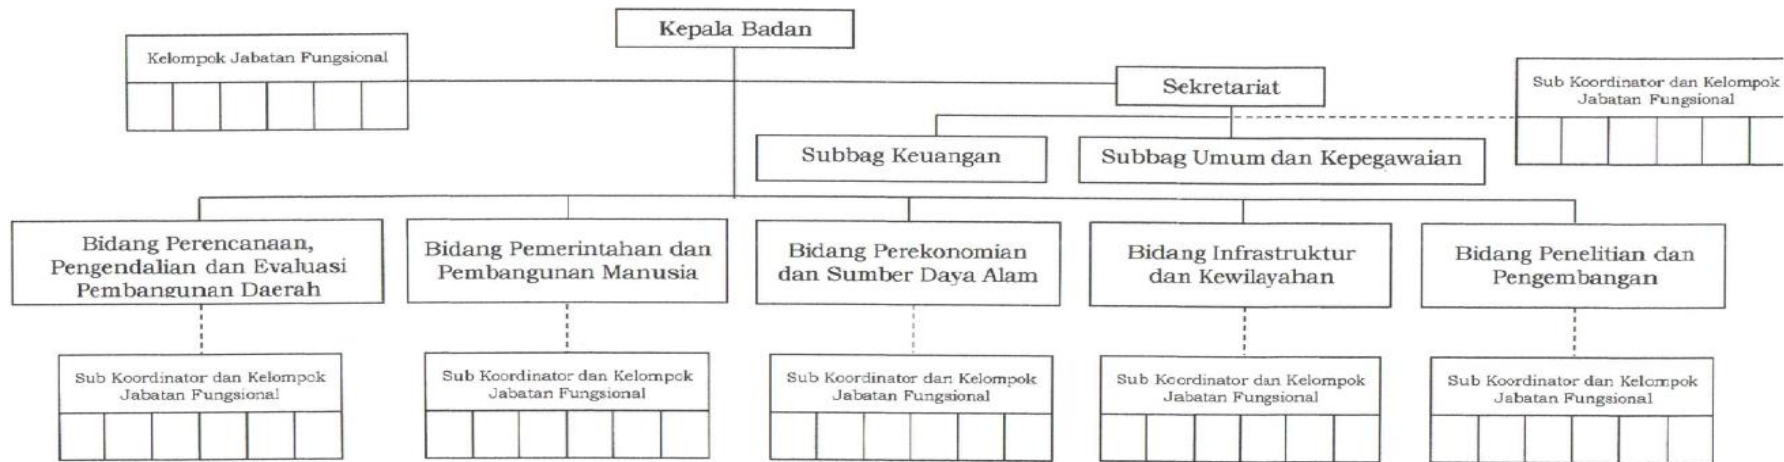 Kepala Badan
Kelompok Jabatan Fungsional
Sekretariat
Sub Koordinator dan Kelompok
Jabatan Fungsional
Subbag Keuangan
Subbag Umum dan Kepegawaian
Bidang Perencanaan,
Pengendalian dan Evaluasi
Pembangunan Daerah
Bidang Pemerintahan dan
Pembangunan Manusia
Bidang Perekonomian
dan Sumber Daya Alam
Bidang Infrastruktur
dan Kewilayahan
Bidang Penelitian dan
Pengembangan
Sub Koordinator dan Kelompok
Jabatan Fungsional
Sub Koordinator dan Kelompok
Jabatan Fungsional
Sub Koordinator dan Kelompok
Jabatan Fungsional
Sub Koordinator dan Kelompok
Jabatan Fungsional
Sub Koordinator dan Kelompok
Jabatan Fungsional